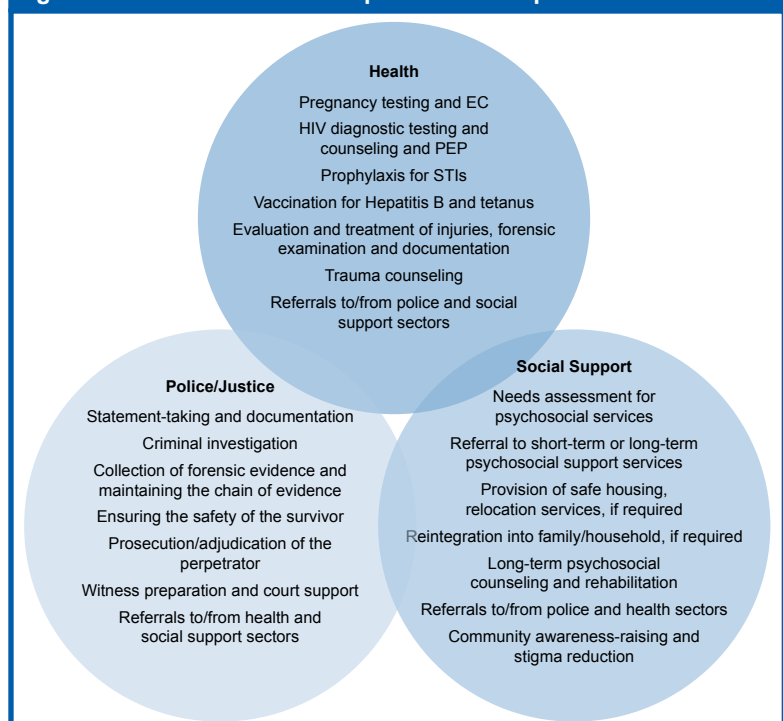 Health
Pregnancy testing and EC
HIV diagnostic testing and
counseling and PEP
Prophylaxis for STIs
Vaccination for Hepatitis B and tetanus
Evaluation and treatment of injuries, forensic
examination and documentation
Trauma counseling
Referrals to/from police and social
support sectors
Police/Justice
Statement-taking and documentation
Criminal investigation
Collection of forensic evidence and
maintaining the chain of evidence
Ensuring the safety of the survivor
Prosecution/adjudication of the
perpetrator
Witness preparation and court support
Referrals to/from health and
social support sectors
Social Support
Needs assessment for
psychosocial services
Referral to short-term or long-term
psychosocial support services
Provision of safe housing,
relocation services, if required
Reintegration into family/household, if required
Long-term psychosocial
counseling and rehabilitation
Referrals to/from police and health sectors
Community awareness-raising and
stigma reduction